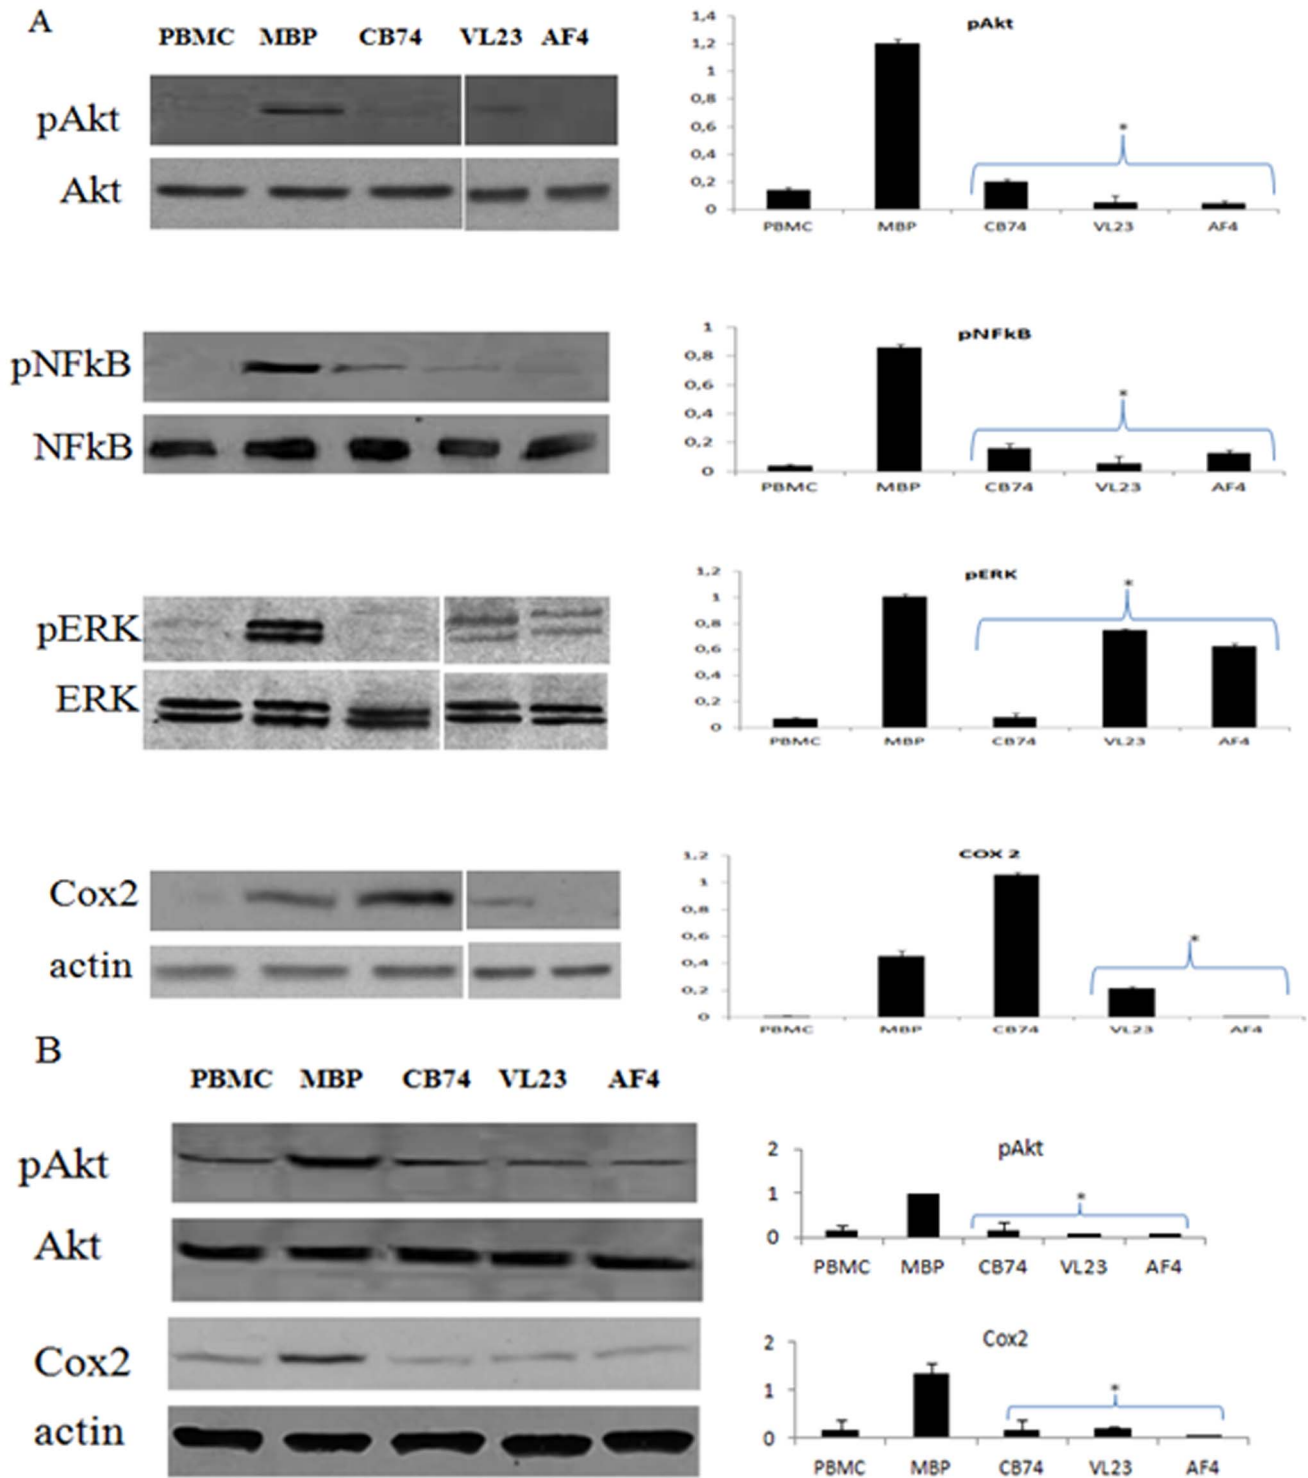 A
PBMC MBP CB74 VL23 AF4
pAkt
Akt
pAkt
1,4
1,2
1
0,8
0,6
0,4
0,2
0
*
PBMC MBP CB74 VL23 AF4
pNFkB
NFkB
pNFkB
1
0,8
0,6
0,4
0,2
0
*
PBMC MBP CB74 VL23 AF4
pERK
ERK
pERK
1,2
1
0,8
0,6
0,4
0,2
0
*
PBMC MBP CB74 VL23 AF4
Cox2
actin
COX 2
1,2
1
0,8
0,6
0,4
0,2
0
*
PBMC MBP CB74 VL23 AF4
B
PBMC MBP CB74 VL23 AF4
pAkt
Akt
pAkt
2
1
0
*
PBMC MBP CB74 VL23 AF4
Cox2
actin
Cox2
2
1
0
*
PBMC MBP CB74 VL23 AF4